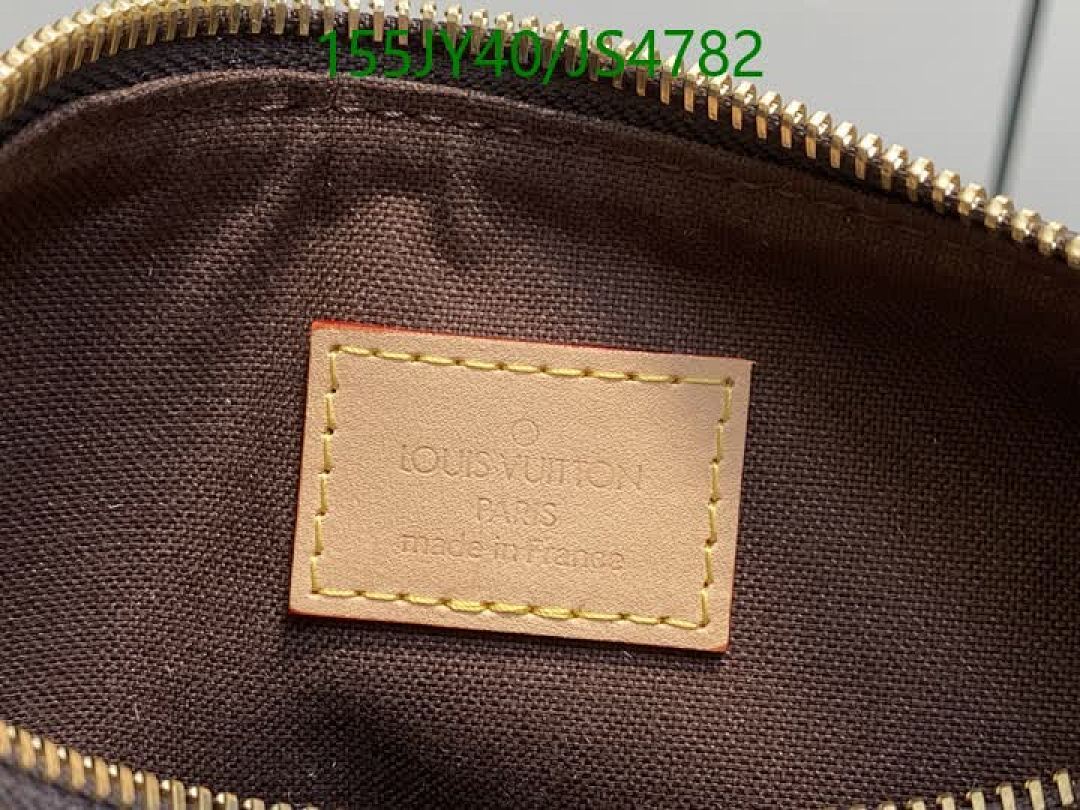 155JY40/JS4782
LOUIS VUITTON
PARIS
made in France